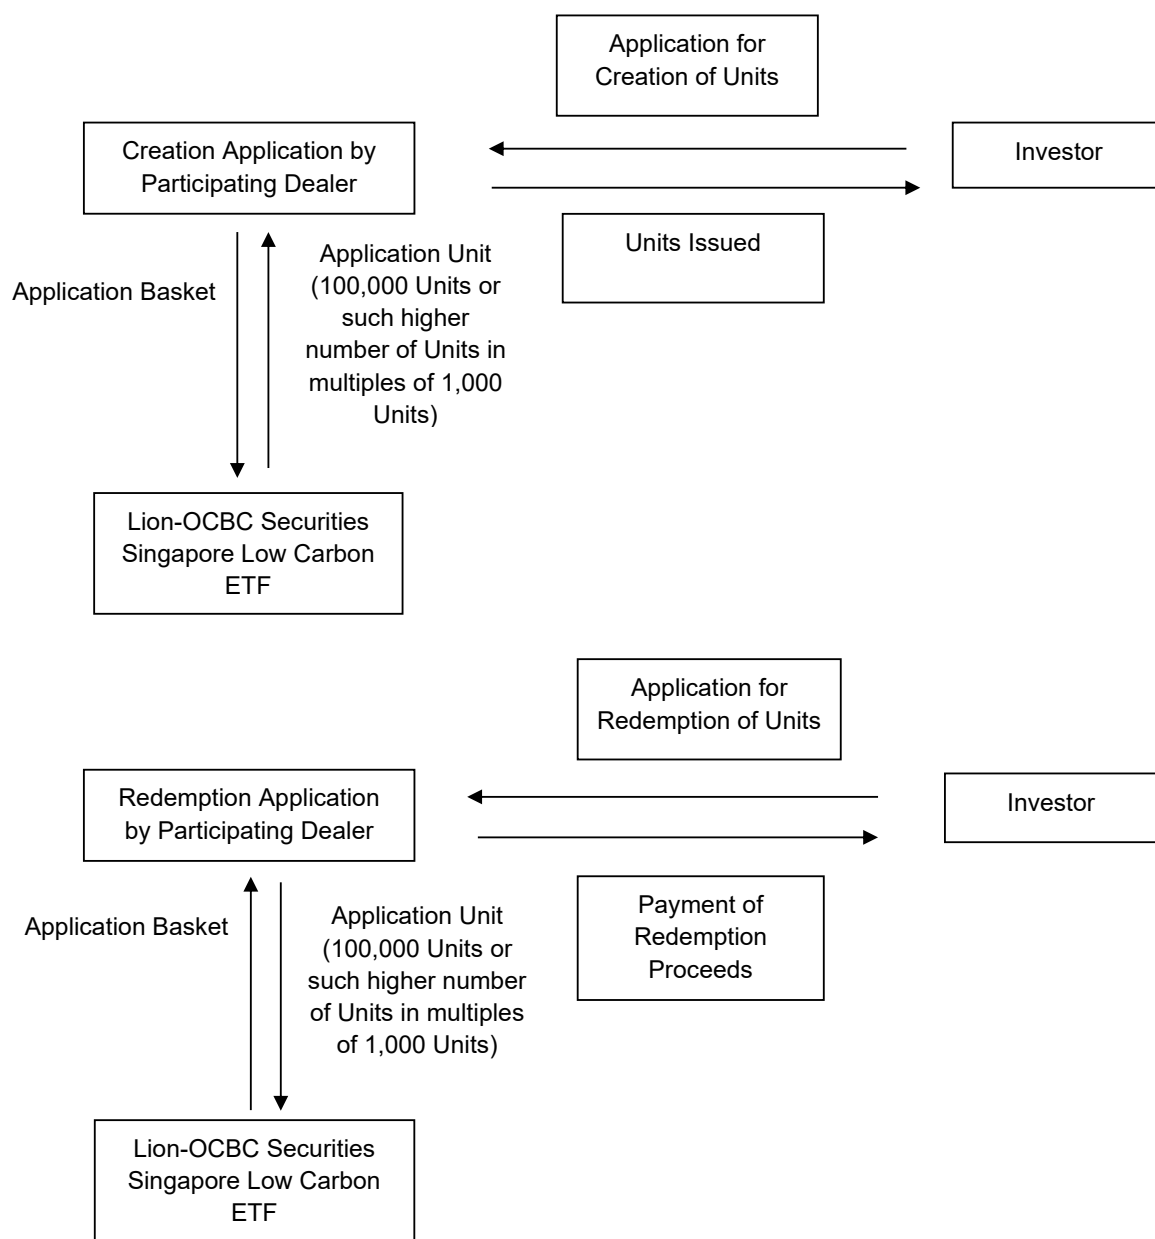 Application for
Creation of Units
Creation Application by
Participating Dealer
Investor
Units Issued
Application Basket
Application Unit
(100,000 Units or
such higher
number of Units in
multiples of 1,000
Units)
Lion-OCBC Securities
Singapore Low Carbon
ETF
Application for
Redemption of Units
Redemption Application
by Participating Dealer
Investor
Payment of
Redemption
Proceeds
Application Basket
Application Unit
(100,000 Units or
such higher number
of Units in multiples
of 1,000 Units)
Lion-OCBC Securities
Singapore Low Carbon
ETF